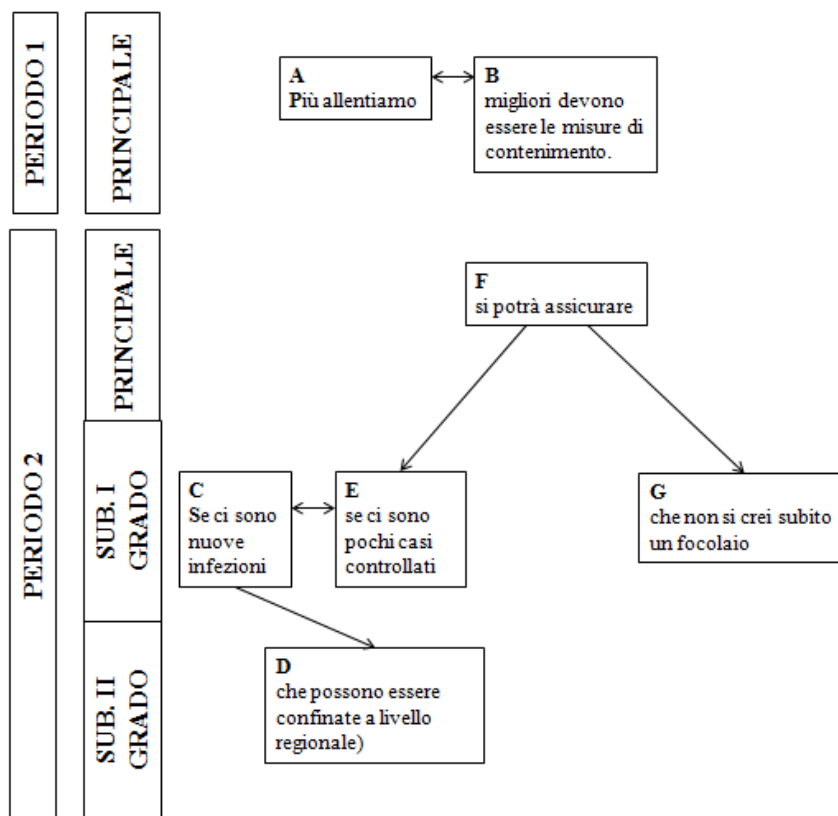 PERIODO 1
PRINCIPALE
A
Più allentiamo
B
migliori devono
essere le misure di
contenimento.
PERIODO 2
PRINCIPALE
F
si potrà assicurare
SUB. I
GRADO
C
Se ci sono
nuove
infezioni
E
se ci sono
pochi casi
controllati
G
che non si crei subito
un focolaio
SUB. II
GRADO
D
che possono essere
confinate a livello
regionale)